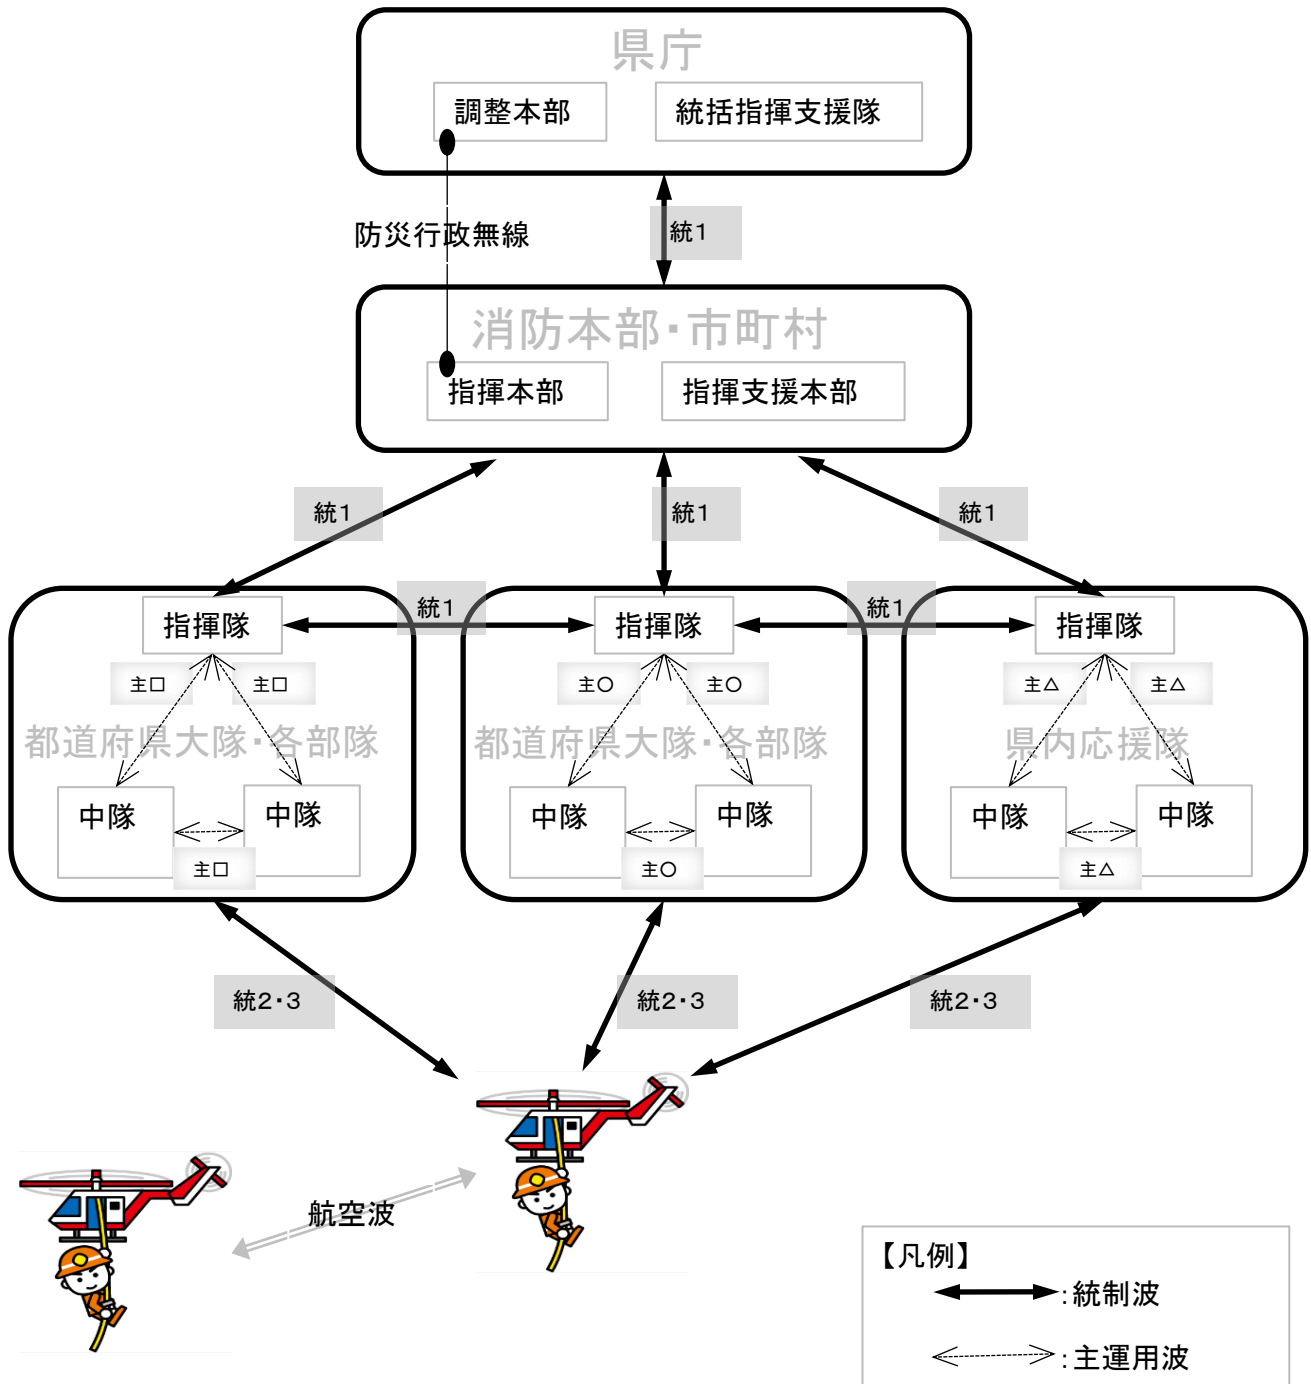 県庁
調整本部
統括指揮支援隊
防災行政無線
統1
消防本部・市町村
指揮本部
指揮支援本部
統1
統1
統1
統1
統1
指揮隊
指揮隊
指揮隊
主□
主□
主○
主○
主△
主△
都道府県大隊・各部隊
都道府県大隊・各部隊
県内応援隊
中隊
中隊
中隊
中隊
中隊
中隊
主□
主○
主△
統2・3
統2・3
統2・3
航空波
【凡例】
:統制波
:主運用波